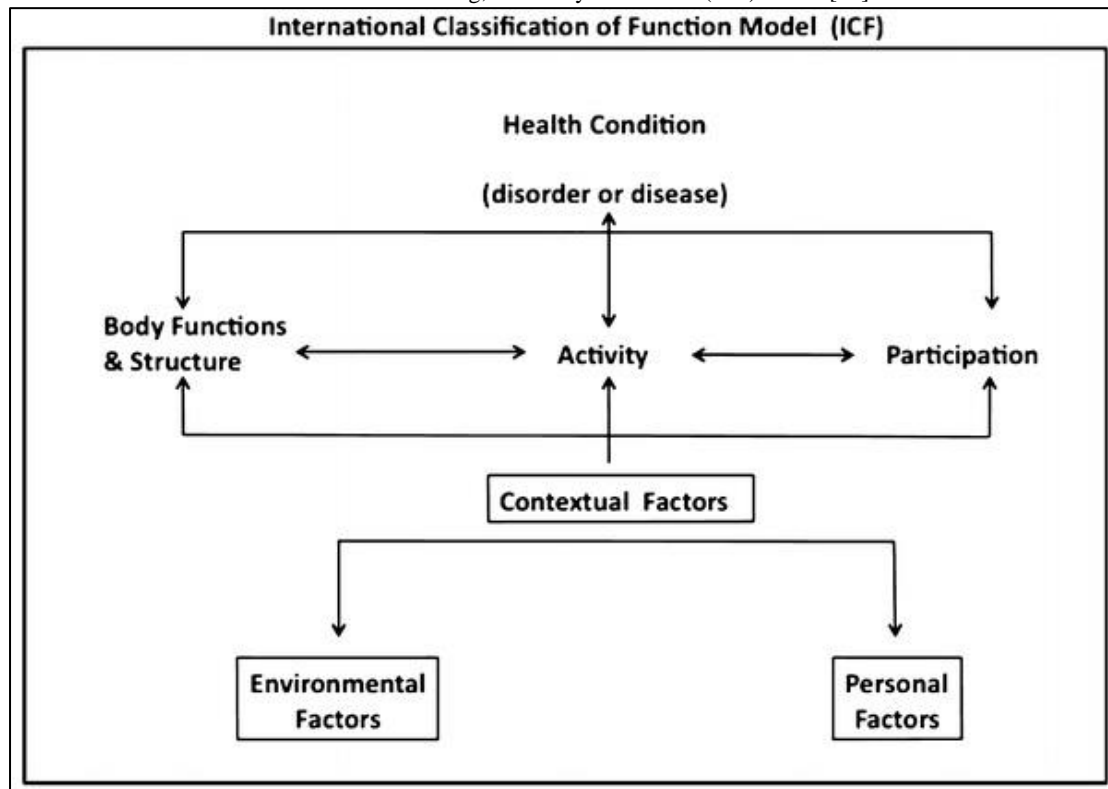 International Classification of Function Model (ICF)
Health Condition
(disorder or disease)
Body Functions
& Structure
Activity
Participation
Contextual Factors
Environmental
Factors
Personal
Factors